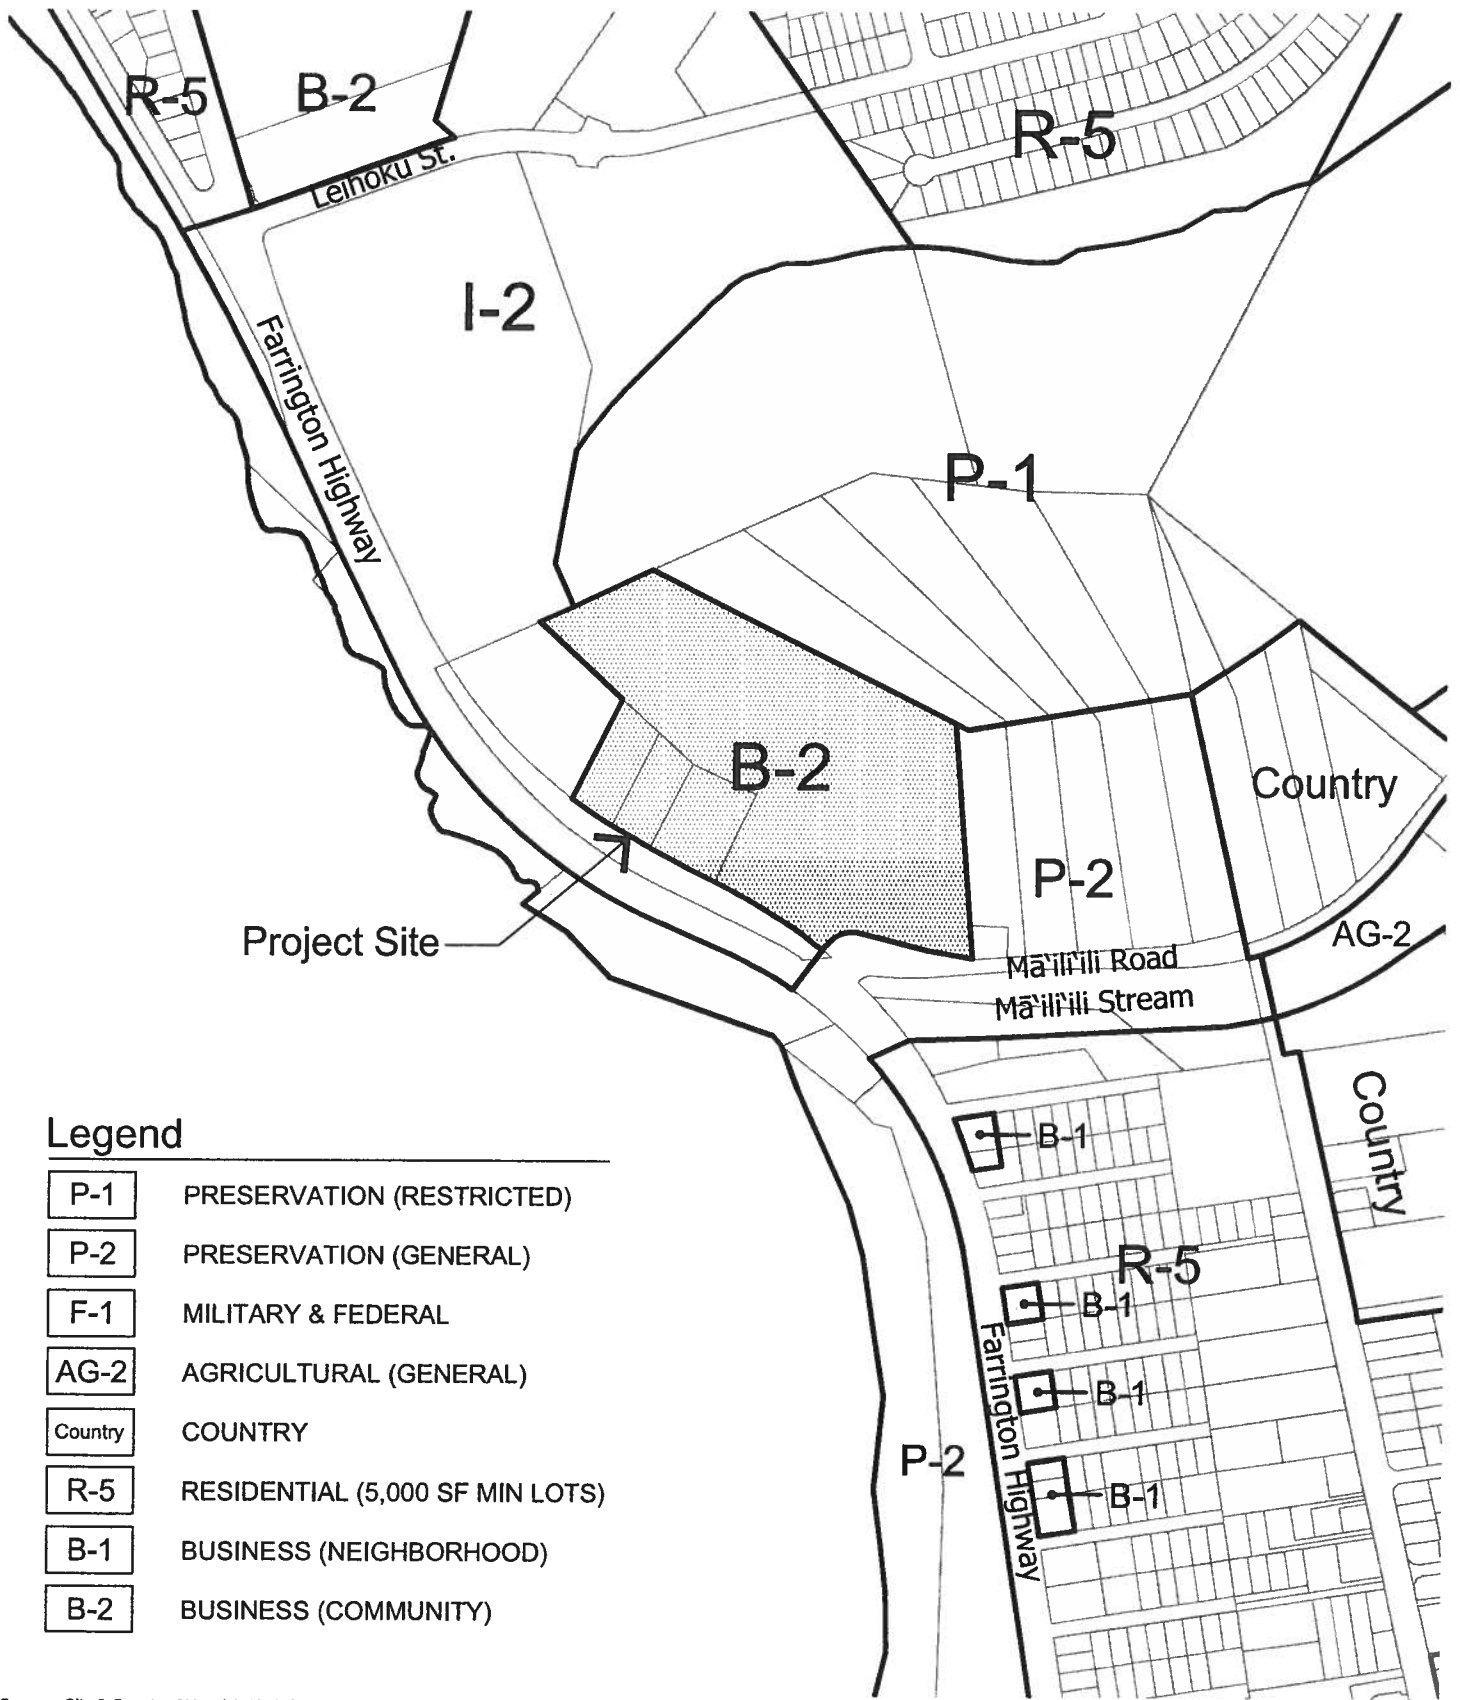 R-5
B-2
R-5
Leihoku St.
I-2
Farrington Highway
P-1
B-2
Country
P-2
Project Site
AG-2
Mā'ili'ili Road
Mā'ili'ili Stream
Country
B-1
R-5
B-1
B-1
P-2
B-1
Farrington Highway
Legend
P-1 PRESERVATION (RESTRICTED)
P-2 PRESERVATION (GENERAL)
F-1 MILITARY & FEDERAL
AG-2 AGRICULTURAL (GENERAL)
Country COUNTRY
R-5 RESIDENTIAL (5,000 SF MIN LOTS)
B-1 BUSINESS (NEIGHBORHOOD)
B-2 BUSINESS (COMMUNITY)